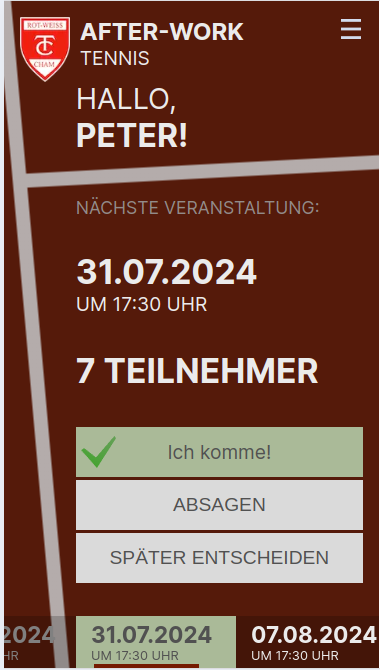 ROT-WEISS
TC
CHAM
AFTER-WORK
TENNIS
HALLO,
PETER!
NÄCHSTE VERANSTALTUNG:
31.07.2024
UM 17:30 UHR
7 TEILNEHMER
Ich komme!
ABSAGEN
SPÄTER ENTSCHEIDEN
2024
HR
31.07.2024
UM 17:30 UHR
07.08.2024
UM 17:30 UHR